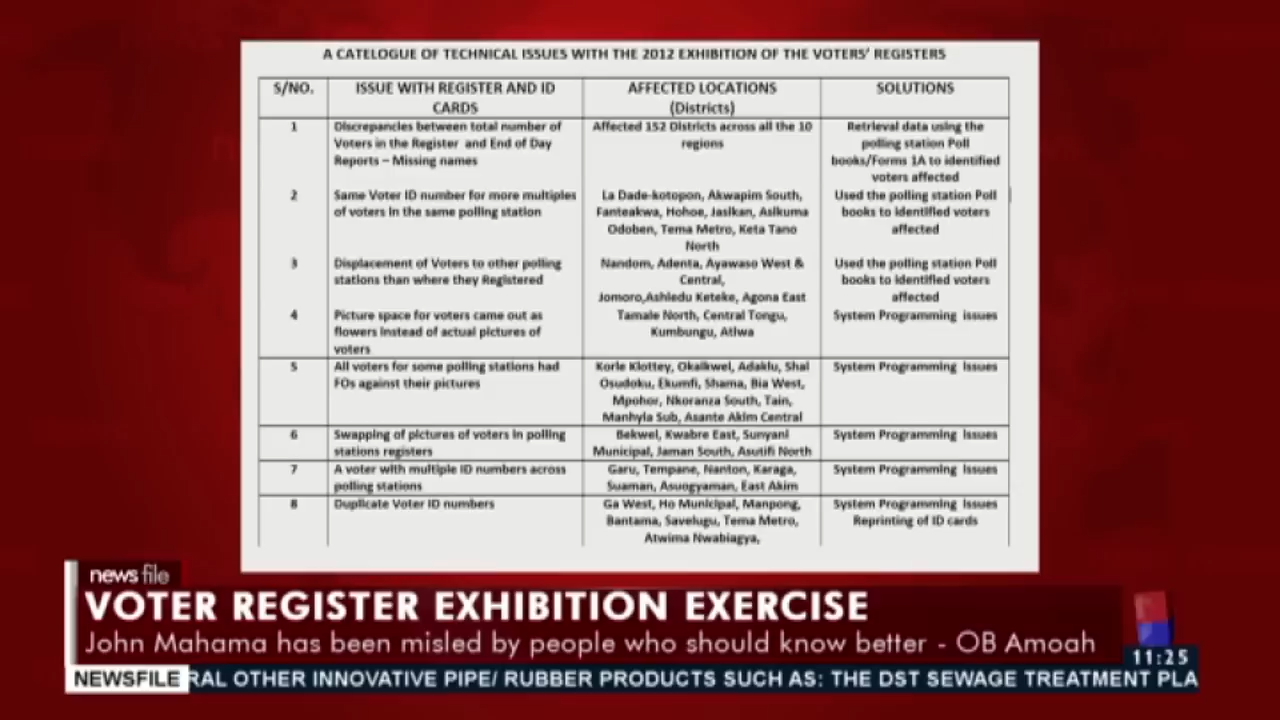 A CATELOGUE OF TECHNICAL ISSUES WITH THE 2012 EXHIBITION OF THE VOTERS' REGISTERS
S/NO. ISSUE WITH REGISTER AND ID CARDS AFFECTED LOCATIONS (Districts) SOLUTIONS
1
Discrepancies between total number of
Voters in the Register and End of Day
Reports – Missing names
Affected 152 Districts across all the 10
regions
Retrieval data using the
polling station Poll
books/Forms 1A to identified
voters affected
2
Same Voter ID number for more multiples
of voters in the same polling station
La Dade-kotopon, Akwapim South,
Fanteakwa, Hohoe, Jasikan, Asikuma
Odoben, Tema Metro, Keta Tano
North
Used the polling station Poll
books to identified voters
affected
3
Displacement of Voters to other polling
stations than where they Registered
Nandom, Adenta, Ayawaso West &
Central,
Jomoro,Ashiedu Keteke, Agona East
Used the polling station Poll
books to identified voters
affected
4
Picture space for voters came out as
flowers instead of actual pictures of
voters
Tamale North, Central Tongu,
Kumbungu, Atiwa
System Programming issues
5
All voters for some polling stations had
FOs against their pictures
Korle Klottey, Okaikwei, Adaklu, Shai
Osudoku, Ekumfi, Shama, Bia West,
Mpohor, Nkoranza South, Tain,
Manhyia Sub, Asante Akim Central
System Programming Issues
6
Swapping of pictures of voters in polling
stations registers
Bekwei, Kwabre East, Sunyani
Municipal, Jaman South, Asutifi North
System Programming Issues
7
A voter with multiple ID numbers across
polling stations
Garu, Tempane, Nanton, Karaga,
Suaman, Asuogyaman, East Akim
System Programming Issues
8
Duplicate Voter ID numbers
Ga West, Ho Municipal, Manpong,
Bantama, Savelugu, Tema Metro,
Atwima Nwabiagya,
System Programming Issues
Reprinting of ID cards
newsfile
VOTER REGISTER EXHIBITION EXERCISE
John Mahama has been misled by people who should know better - OB Amoah
11:25
NEWSFILE RAL OTHER INNOVATIVE PIPE/ RUBBER PRODUCTS SUCH AS: THE DST SEWAGE TREATMENT PLA